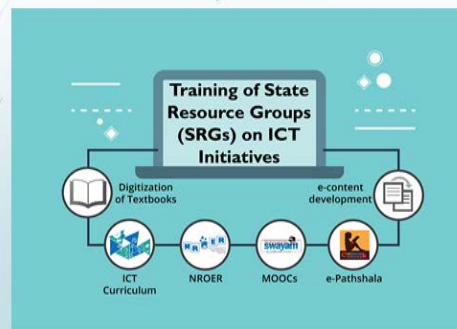 Training of State
Resource Groups
(SRGs) on ICT
Initiatives
Digitization
of Textbooks
e-content
development
NROER
swayam
ICT
Curriculum
NROER
MOOCs
e-Pathshala